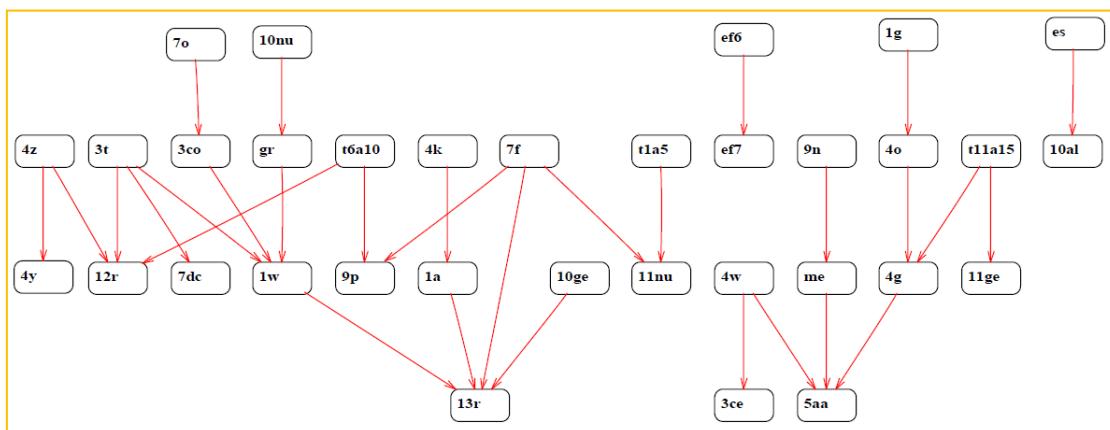 7o
10nu
ef6
1g
es
4z
3t
3co
gr
t6a10
4k
7f
t1a5
ef7
9n
4o
t11a15
10al
4y
12r
7dc
1w
9p
1a
10ge
11nu
4w
me
4g
11ge
13r
3ce
5aa